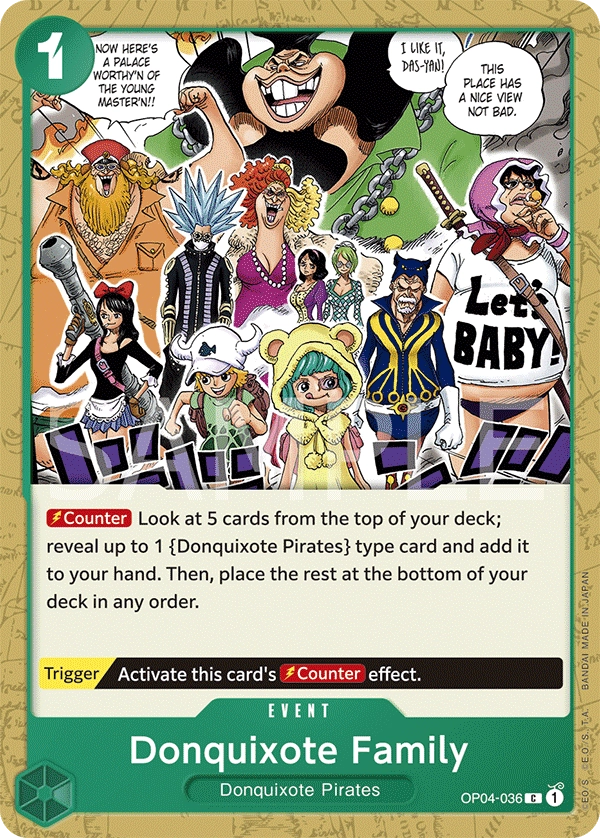 1
NOW HERE'S
A PALACE
WORTHY'N OF
THE YOUNG
MASTER'N!!
I LIKE IT,
DAS-YAN!
THIS
PLACE HAS
A NICE VIEW
NOT BAD.
Let's
BABY!
SAMPLE
Counter Look at 5 cards from the top of your deck;
reveal up to 1 {Donquixote Pirates} type card and add it
to your hand. Then, place the rest at the bottom of your
deck in any order.
Trigger Activate this card's Counter effect.
EVENT
Donquixote Family
Donquixote Pirates
OP04-036 C 1
©E.O.S. ©E.O.S.,T.A. BANDAI MADE IN JAPAN